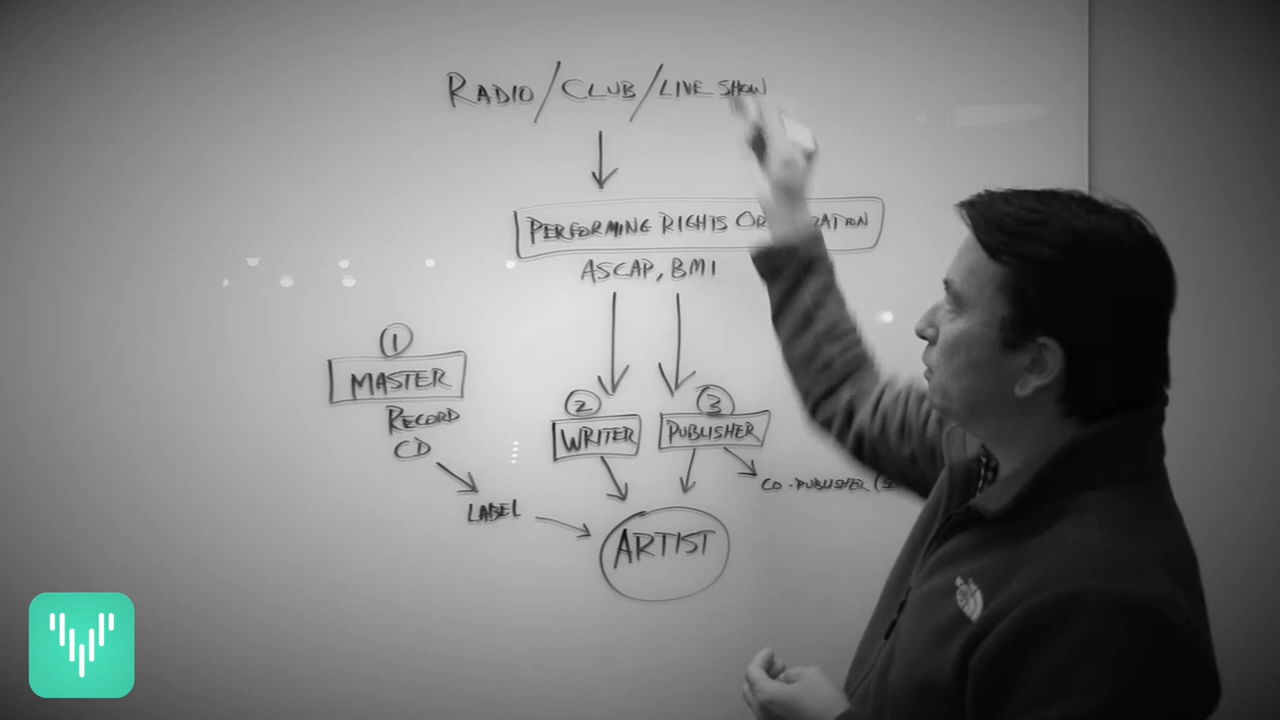 RADIO/CLUB/LIVE SHOW
PERFORMING RIGHTS
ASCAP, BMI
1
MASTER
RECORD
CD
LABEL
2
WRITER
3
PUBLISHER
CO-PUBLISHER
ARTIST